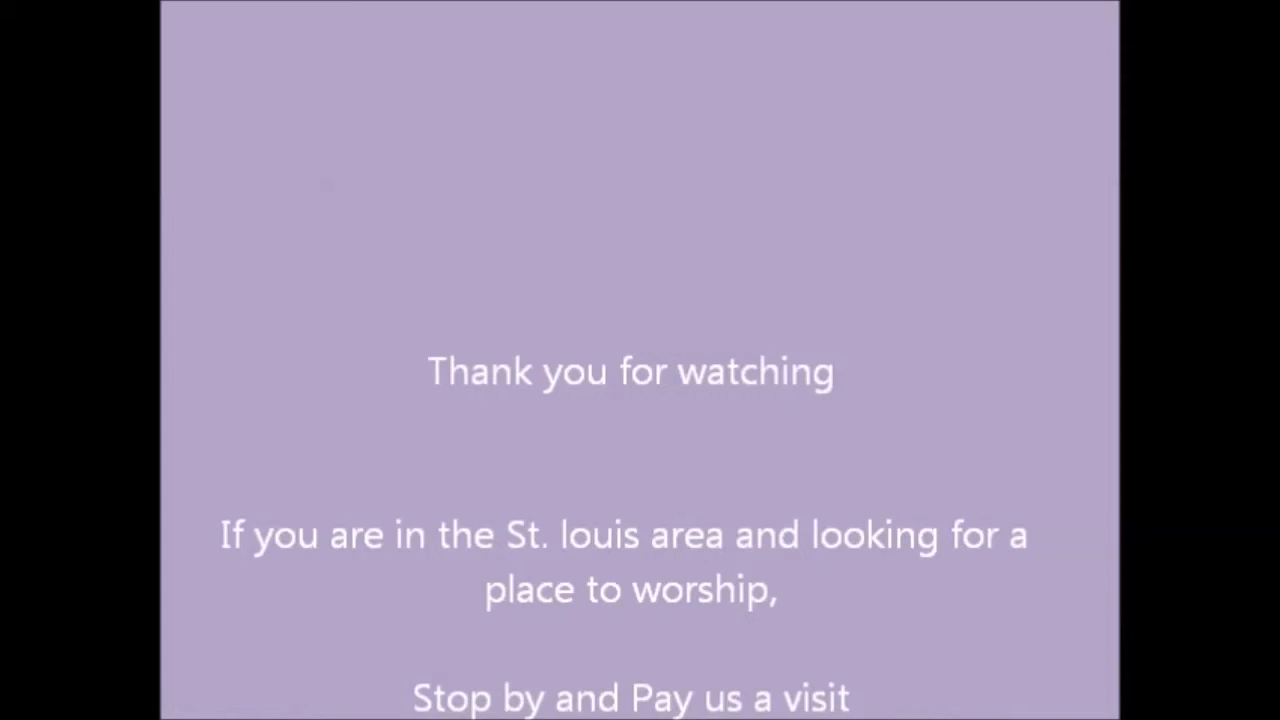 Thank you for watching
If you are in the St. louis area and looking for a
place to worship,
Stop by and Pay us a visit